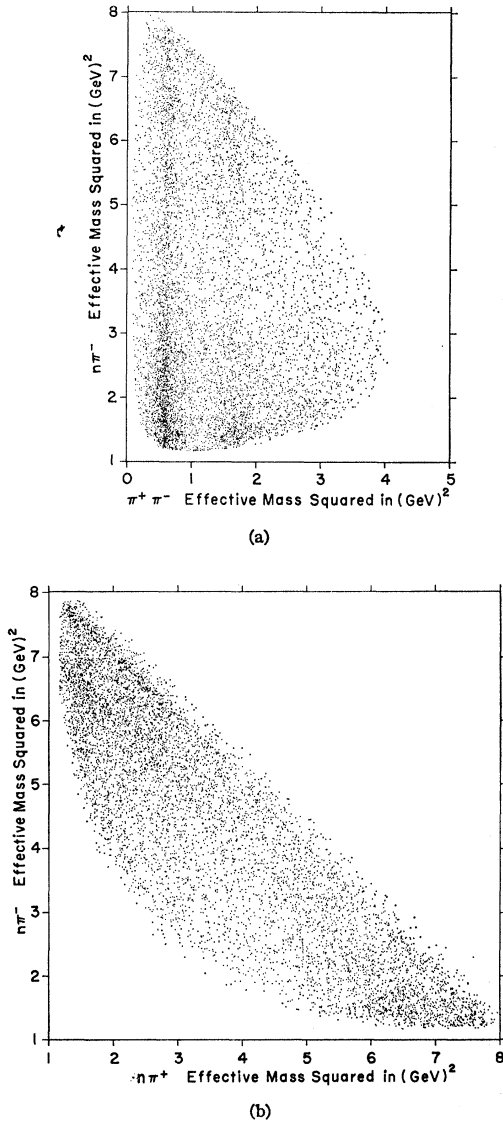 8
7
6
5
4
3
2
1
nπ⁻ Effective Mass Squared in (GeV)²
0 1 2 3 4 5
π⁺ π⁻ Effective Mass Squared in (GeV)²
(a)
8
7
6
5
4
3
2
1
nπ⁻ Effective Mass Squared in (GeV)²
1 2 3 4 5 6 7 8
nπ⁺ Effective Mass Squared in (GeV)²
(b)